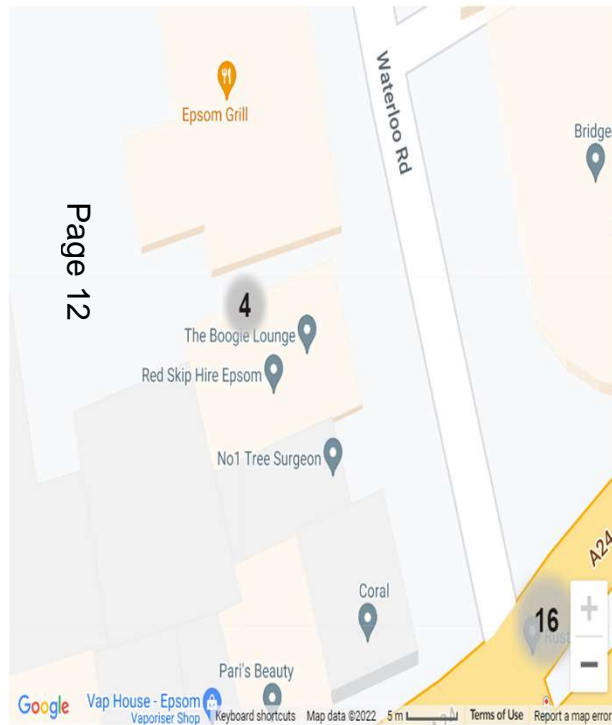 Epsom Grill
Waterloo Rd
Bridge
Page 12
4
The Boogie Lounge
Red Skip Hire Epsom
No1 Tree Surgeon
A24
Coral
16
+
Rust
−
Pari's Beauty
Vap House - Epsom
Vaporiser Shop
Google
Keyboard shortcuts
Map data ©2022
5 m
Terms of Use
Report a map error